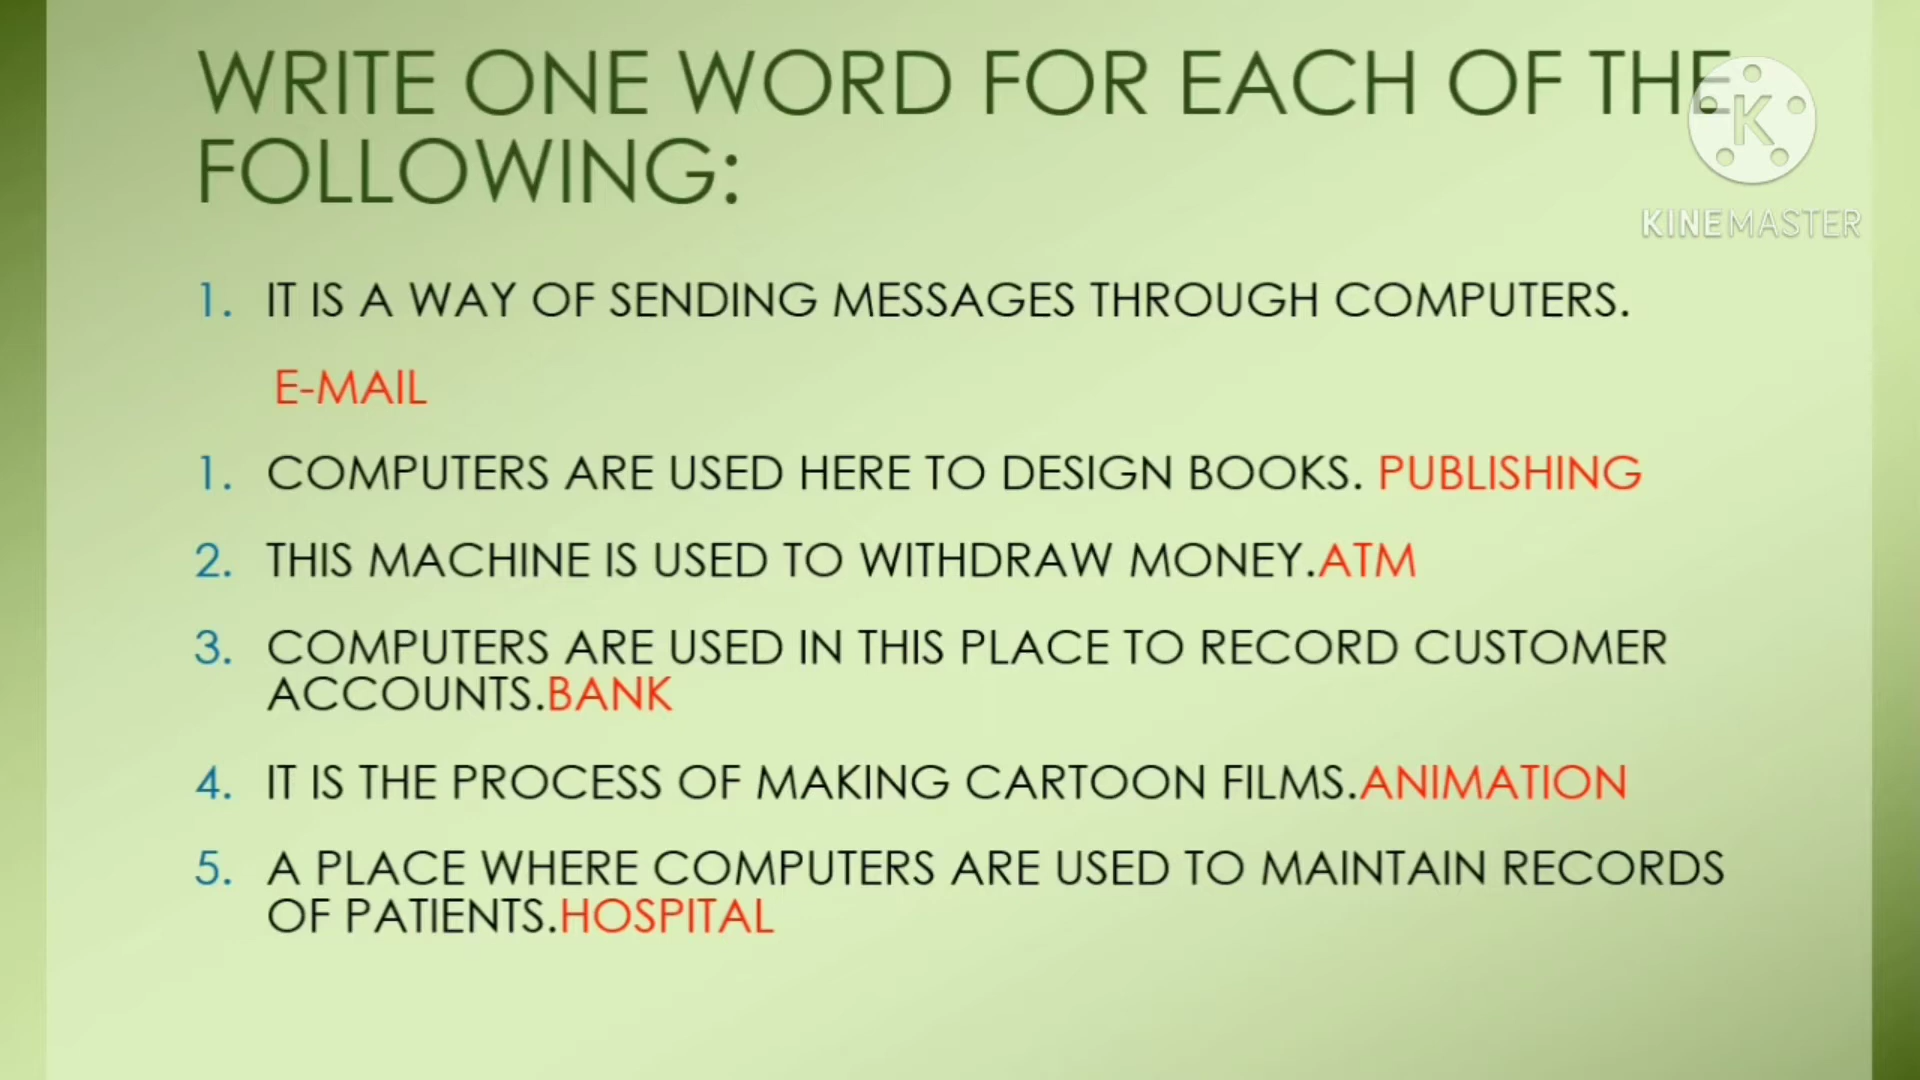 WRITE ONE WORD FOR EACH OF THE
FOLLOWING:
K
KINEMASTER
1. IT IS A WAY OF SENDING MESSAGES THROUGH COMPUTERS.
E-MAIL
1. COMPUTERS ARE USED HERE TO DESIGN BOOKS. PUBLISHING
2. THIS MACHINE IS USED TO WITHDRAW MONEY.ATM
3. COMPUTERS ARE USED IN THIS PLACE TO RECORD CUSTOMER
ACCOUNTS.BANK
4. IT IS THE PROCESS OF MAKING CARTOON FILMS.ANIMATION
5. A PLACE WHERE COMPUTERS ARE USED TO MAINTAIN RECORDS
OF PATIENTS.HOSPITAL